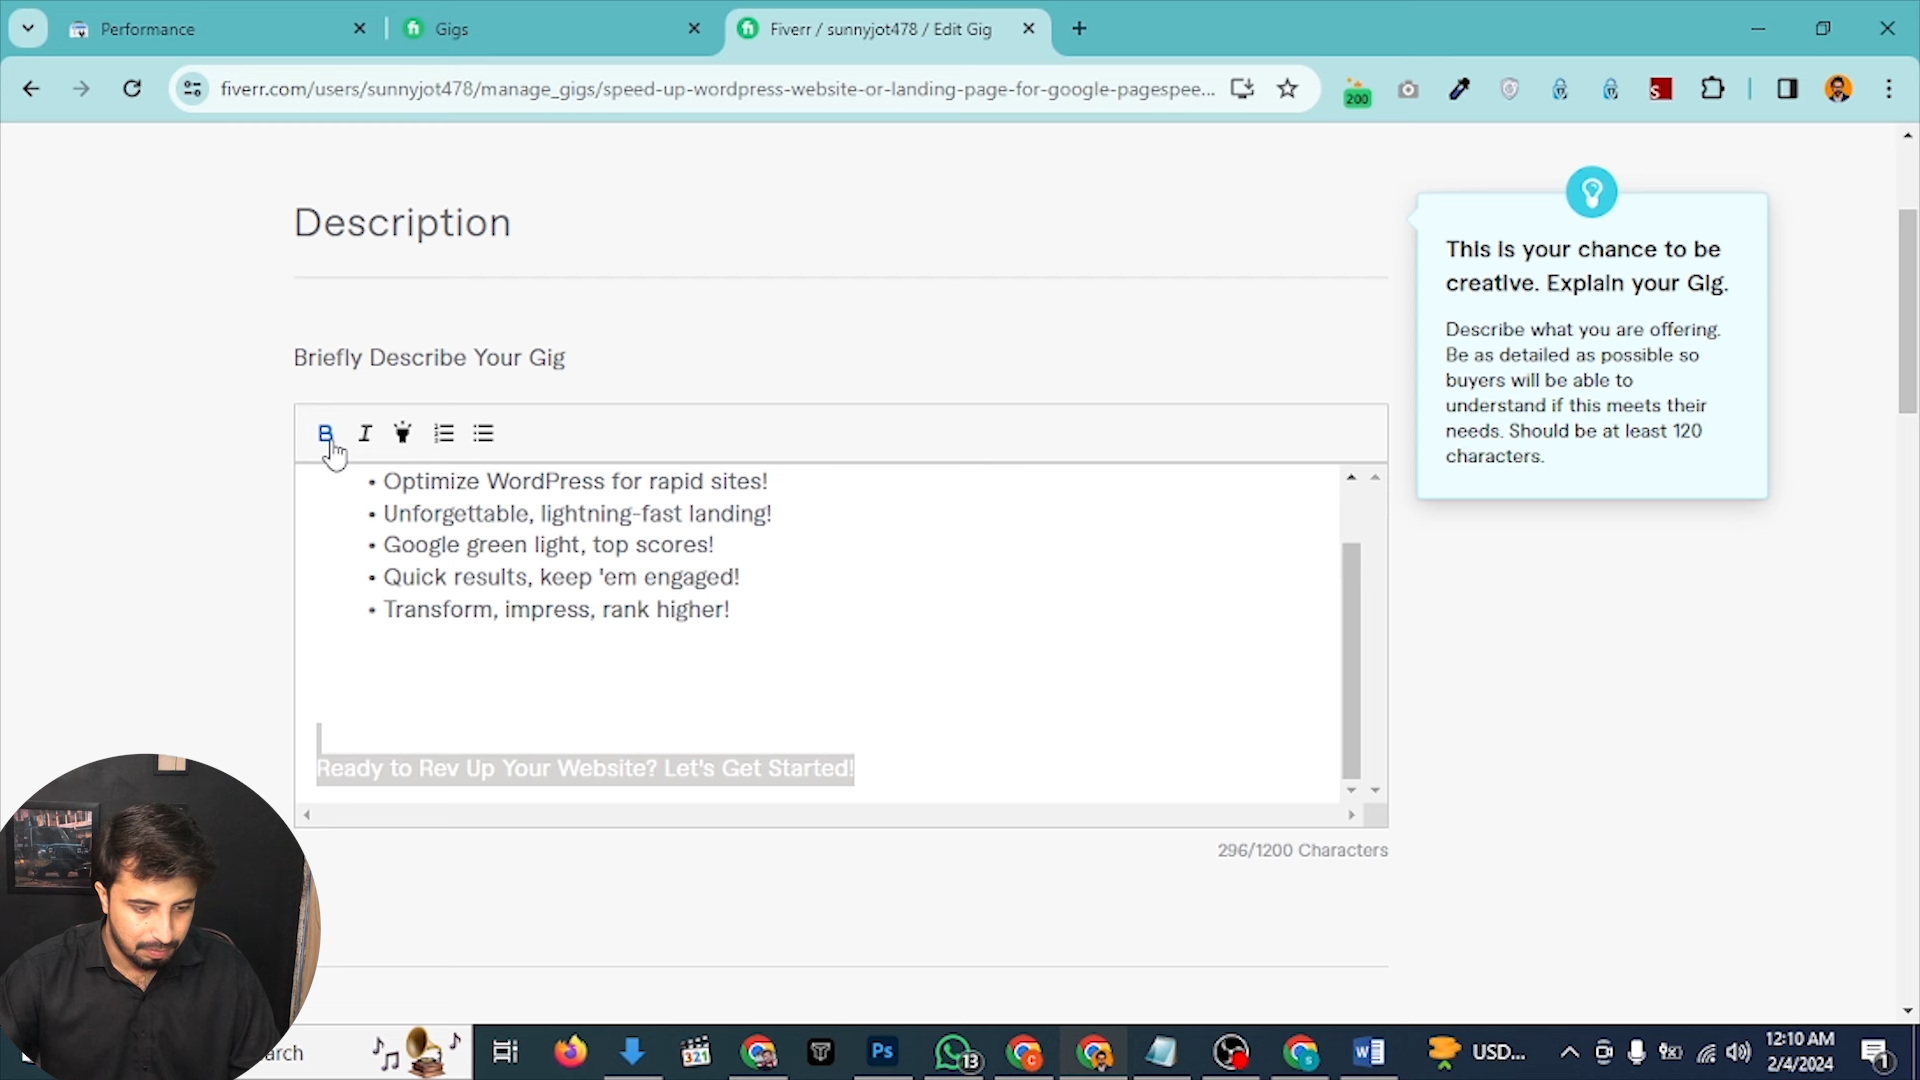 Performance
Gigs
Fiverr / sunnyjot478 / Edit Gig
fiverr.com/users/sunnyjot478/manage_gigs/speed-up-wordpress-website-or-landing-page-for-google-pagespee...
200
S
Description
Briefly Describe Your Gig
B I
• Optimize WordPress for rapid sites!
• Unforgettable, lightning-fast landing!
• Google green light, top scores!
• Quick results, keep 'em engaged!
• Transform, impress, rank higher!
Ready to Rev Up Your Website? Let's Get Started!
296/1200 Characters
This is your chance to be
creative. Explain your Gig.
Describe what you are offering.
Be as detailed as possible so
buyers will be able to
understand if this meets their
needs. Should be at least 120
characters.
arch
321
Ps
13
USD...
12:10 AM
2/4/2024
1